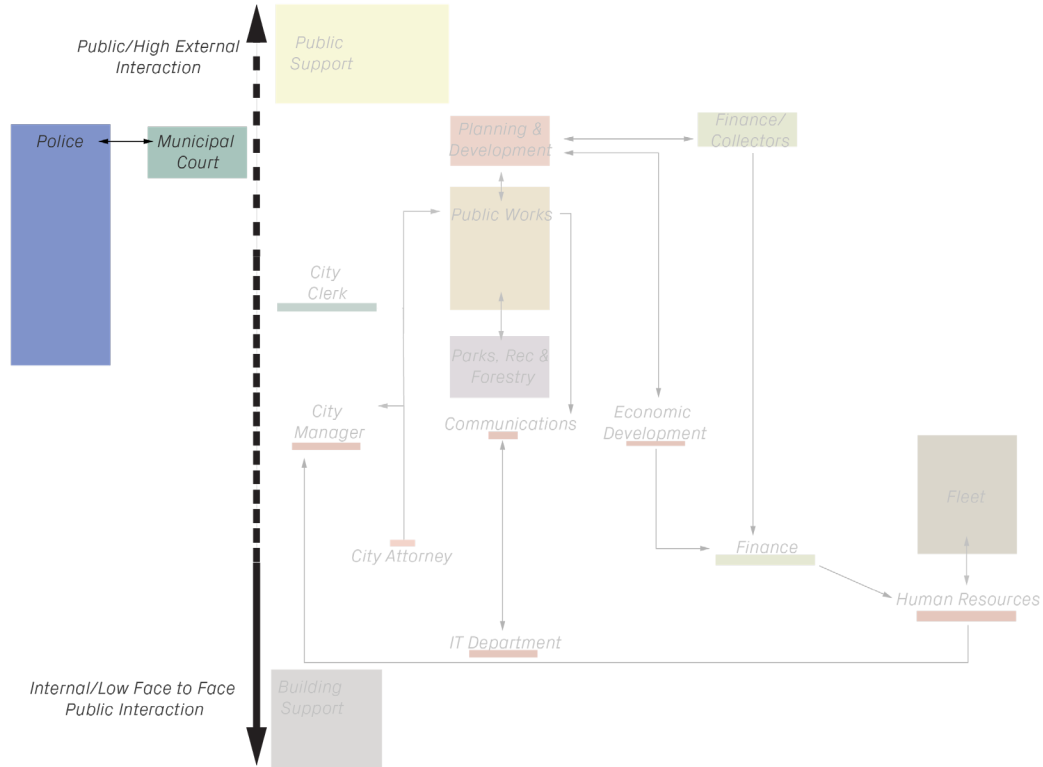 Public/High External
Interaction
Public
Support
Police
Municipal
Court
Planning &
Development
Finance/
Collectors
Public Works
City
Clerk
Parks, Rec &
Forestry
City
Manager
Communications
Economic
Development
Fleet
City Attorney
Finance
Human Resources
IT Department
Internal/Low Face to Face
Public Interaction
Building
Support